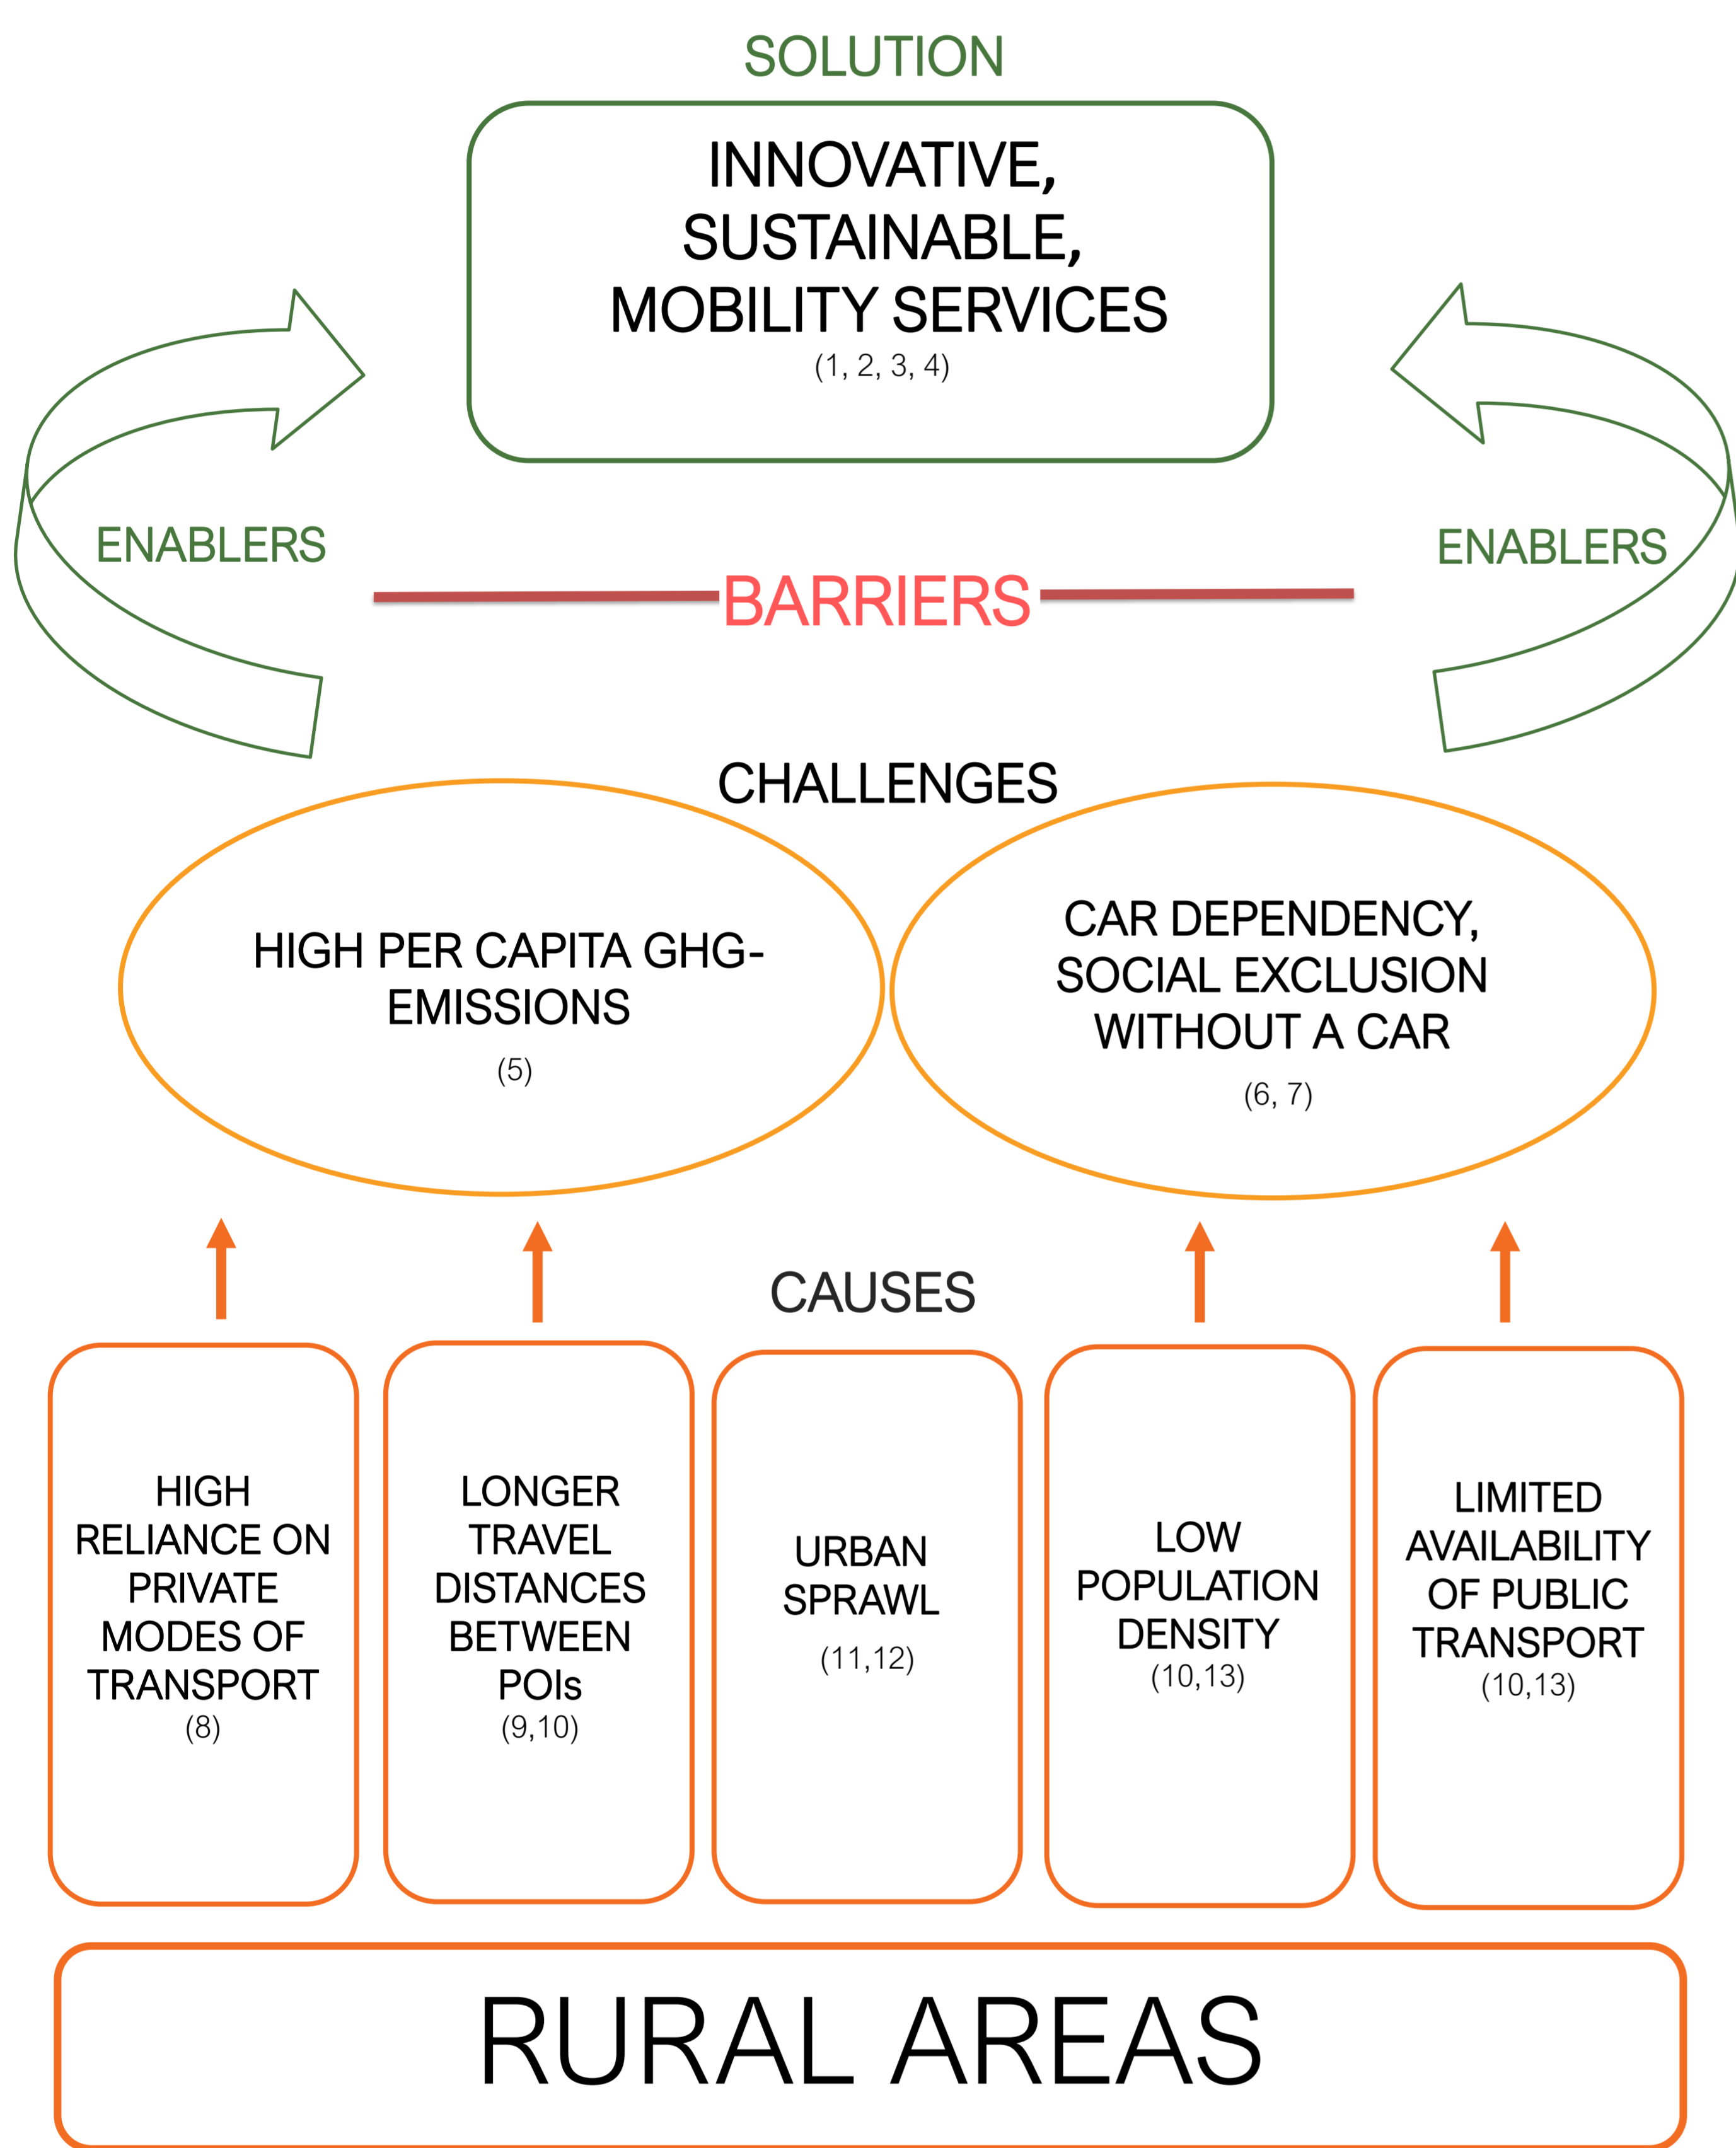 SOLUTION
INNOVATIVE,
SUSTAINABLE,
MOBILITY SERVICES
(1, 2, 3, 4)
ENABLERS
ENABLERS
BARRIERS
CHALLENGES
HIGH PER CAPITA GHG-
EMISSIONS
(5)
CAR DEPENDENCY,
SOCIAL EXCLUSION
WITHOUT A CAR
(6, 7)
CAUSES
HIGH
RELIANCE ON
PRIVATE
MODES OF
TRANSPORT
(8)
LONGER
TRAVEL
DISTANCES
BETWEEN
POIs
(9,10)
URBAN
SPRAWL
(11,12)
LOW
POPULATION
DENSITY
(10,13)
LIMITED
AVAILABILITY
OF PUBLIC
TRANSPORT
(10,13)
RURAL AREAS